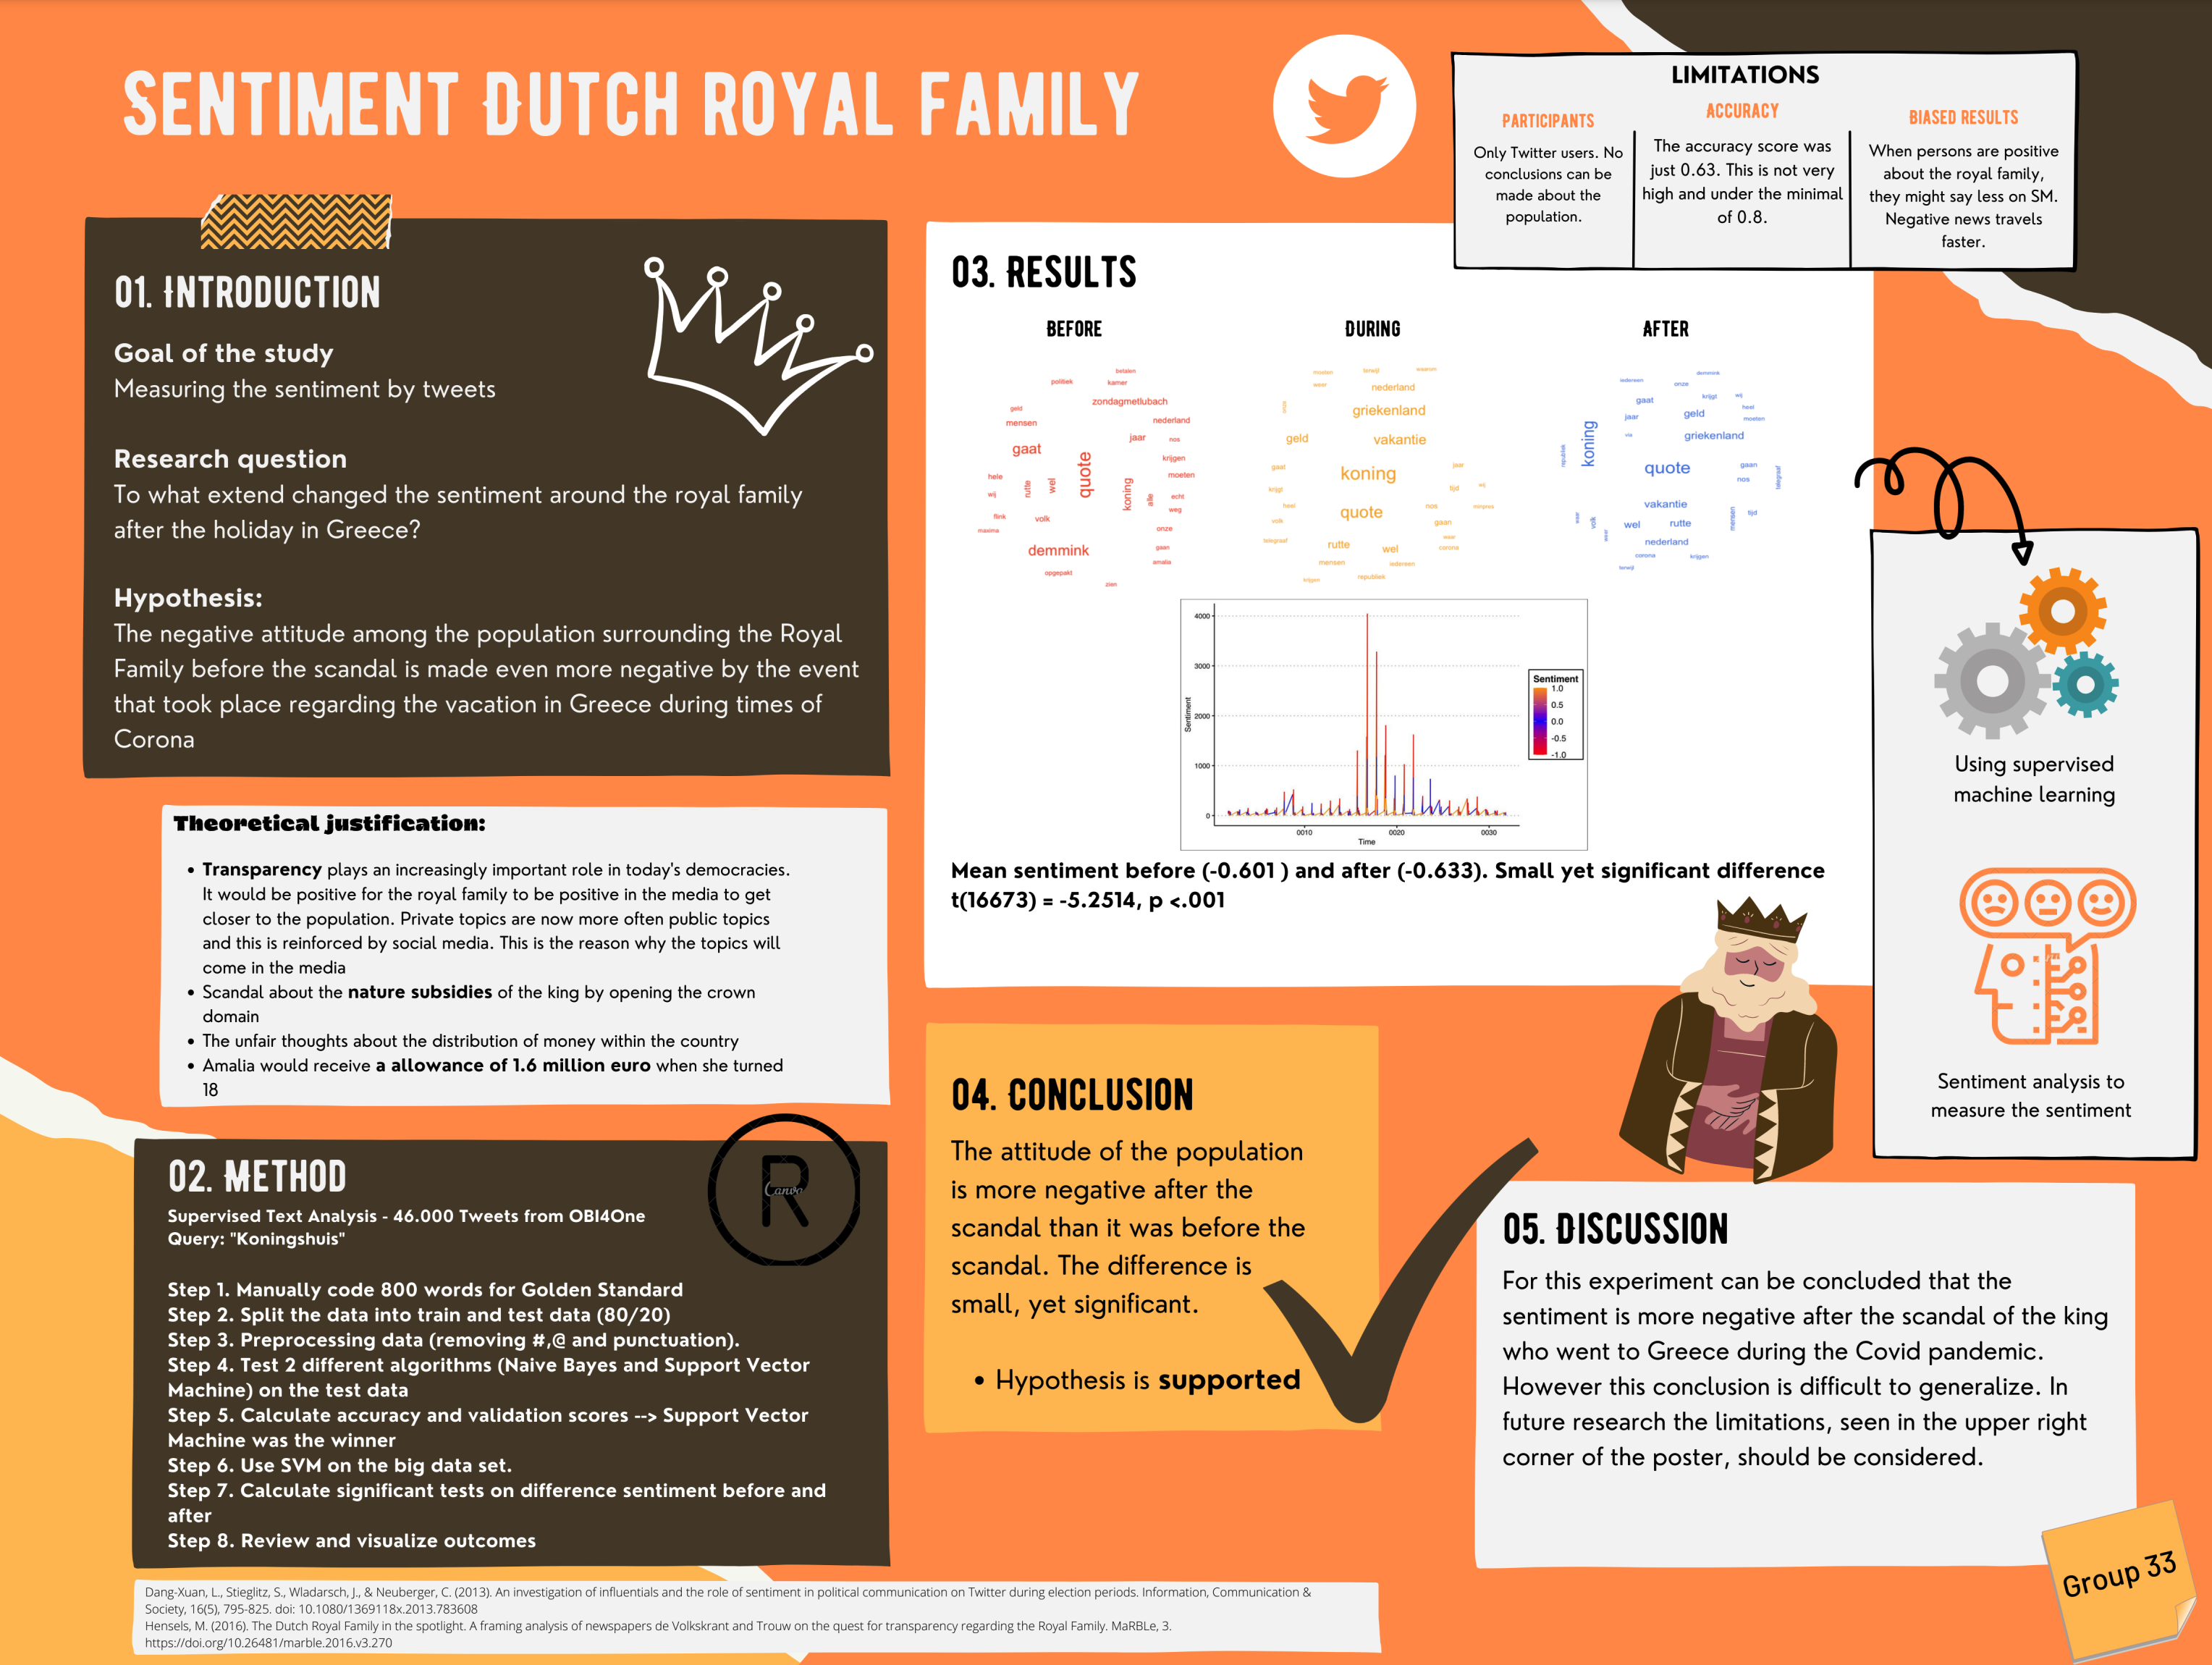 SENTIMENT DUTCH ROYAL FAMILY
LIMITATIONS
PARTICIPANTS
Only Twitter users. No
conclusions can be
made about the
population.
ACCURACY
The accuracy score was
just 0.63. This is not very
high and under the minimal
of 0.8.
BIASED RESULTS
When persons are positive
about the royal family,
they might say less on SM.
Negative news travels
faster.
01. INTRODUCTION
Goal of the study
Measuring the sentiment by tweets
Research question
To what extend changed the sentiment around the royal family
after the holiday in Greece?
Hypothesis:
The negative attitude among the population surrounding the Royal
Family before the scandal is made even more negative by the event
that took place regarding the vacation in Greece during times of
Corona
Theoretical justification:
• Transparency plays an increasingly important role in today's democracies.
It would be positive for the royal family to be positive in the media to get
closer to the population. Private topics are now more often public topics
and this is reinforced by social media. This is the reason why the topics will
come in the media
• Scandal about the nature subsidies of the king by opening the crown
domain
• The unfair thoughts about the distribution of money within the country
• Amalia would receive a allowance of 1.6 million euro when she turned
18
02. METHOD
R
Canva
Supervised Text Analysis - 46.000 Tweets from OBI4One
Query: "Koningshuis"
Step 1. Manually code 800 words for Golden Standard
Step 2. Split the data into train and test data (80/20)
Step 3. Preprocessing data (removing #,@ and punctuation).
Step 4. Test 2 different algorithms (Naive Bayes and Support Vector
Machine) on the test data
Step 5. Calculate accuracy and validation scores --> Support Vector
Machine was the winner
Step 6. Use SVM on the big data set.
Step 7. Calculate significant tests on difference sentiment before and
after
Step 8. Review and visualize outcomes
03. RESULTS
BEFORE
betalen
politiek
kamer
zondagmetlubach
geld
mensen
nederland
jaar
nos
gaat
quote
krijgen
hele
moeten
wel
rutte
koning
alle
wij
echt
weg
flink
volk
maxima
onze
demmink
gaan
amalia
opgepakt
zien
DURING
moeten
terwijl
waarom
waar
nederland
onze
griekenland
geld
vakantie
gaat
koning
jaar
krijgt
tijd
wij
heel
quote
nos
minpres
volk
gaan
telegraaf
rutte
wel
waar
corona
mensen
iedereen
krijgen
republiek
AFTER
demmink
iedereen
onze
gaat
krijgt
wij
heel
jaar
geld
moeten
koning
via
griekenland
republiek
quote
gaan
nos
telegraaf
vakantie
volk
wel
rutte
mensen
tijd
nederland
corona
krijgen
terwijl
4000
3000
2000
1000
0
Sentiment
0010
0020
0030
Time
Sentiment
1.0
0.5
0.0
-0.5
-1.0
Mean sentiment before (-0.601 ) and after (-0.633). Small yet significant difference
t(16673) = -5.2514, p <.001
Using supervised
machine learning
Sentiment analysis to
measure the sentiment
04. CONCLUSION
The attitude of the population
is more negative after the
scandal than it was before the
scandal. The difference is
small, yet significant.
• Hypothesis is supported
05. DISCUSSION
For this experiment can be concluded that the
sentiment is more negative after the scandal of the king
who went to Greece during the Covid pandemic.
However this conclusion is difficult to generalize. In
future research the limitations, seen in the upper right
corner of the poster, should be considered.
Group 33
Dang-Xuan, L., Stieglitz, S., Wladarsch, J., & Neuberger, C. (2013). An investigation of influentials and the role of sentiment in political communication on Twitter during election periods. Information, Communication &
Society, 16(5), 795-825. doi: 10.1080/1369118x.2013.783608
Hensels, M. (2016). The Dutch Royal Family in the spotlight. A framing analysis of newspapers de Volkskrant and Trouw on the quest for transparency regarding the Royal Family. MaRBLe, 3.
https://doi.org/10.26481/marble.2016.v3.270